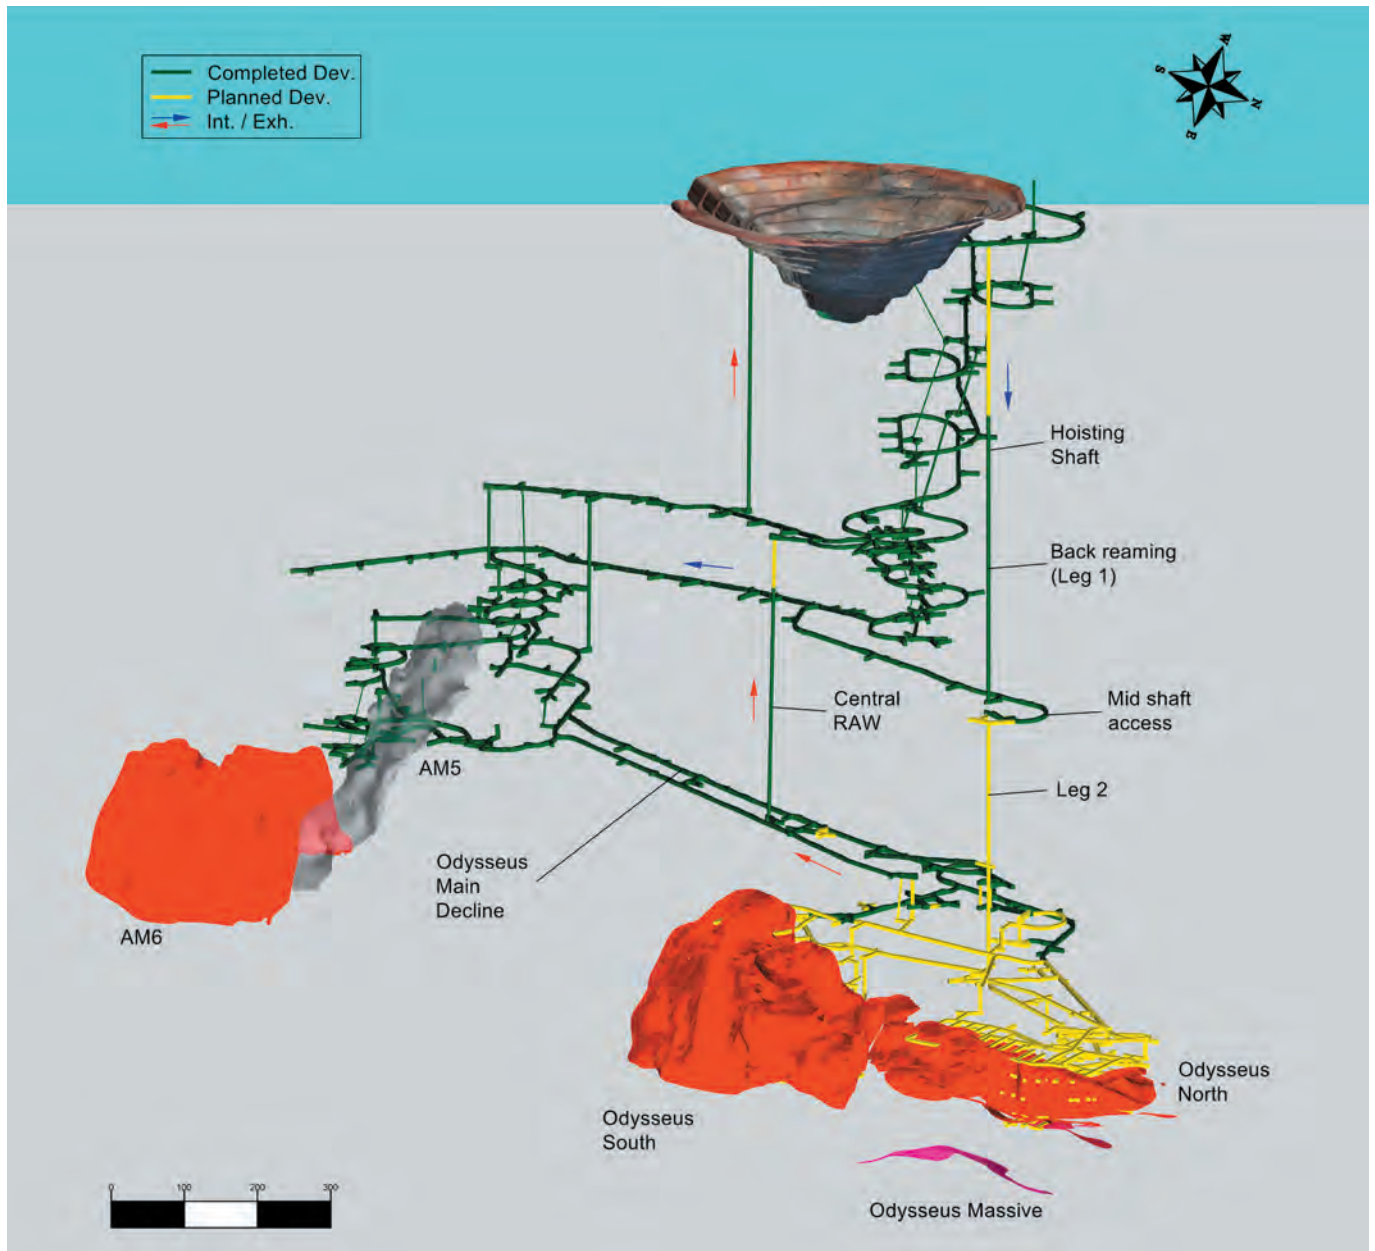 Completed Dev.
Planned Dev.
Int. / Exh.
W
S
N
E
Hoisting
Shaft
Back reaming
(Leg 1)
Central
RAW
Mid shaft
access
AM5
Leg 2
Odysseus
Main
Decline
AM6
Odysseus
North
Odysseus
South
Odysseus Massive
0 100 200 300